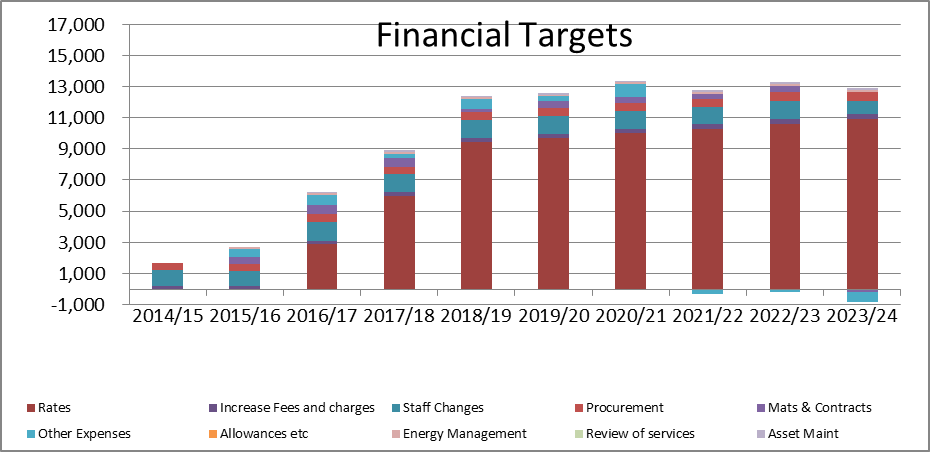 Financial Targets
17,000
15,000
13,000
11,000
9,000
7,000
5,000
3,000
1,000
-1,000
2014/15 2015/16 2016/17 2017/18 2018/19 2019/20 2020/21 2021/22 2022/23 2023/24
Rates Increase Fees and charges Staff Changes Procurement Mats & Contracts
Other Expenses Allowances etc Energy Management Review of services Asset Maint